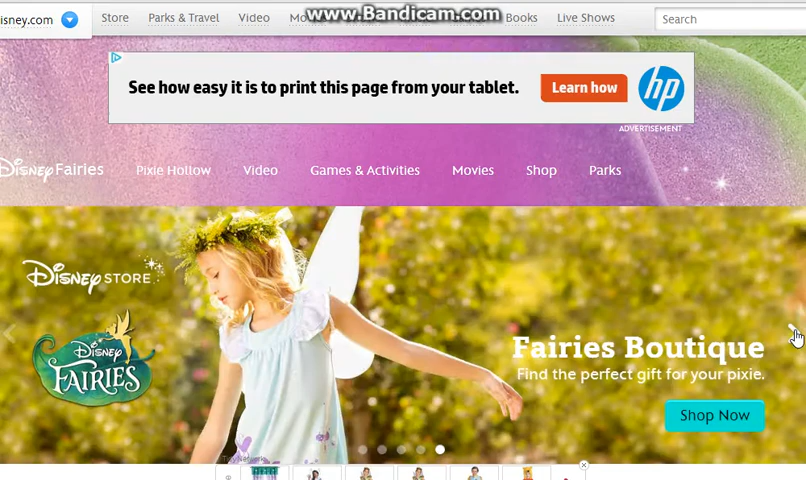 isney.com
Store
Parks & Travel
Video
www.Bandicam.com
Books
Live Shows
Search
See how easy it is to print this page from your tablet.
Learn how
hp
ADVERTISEMENT
Disney Fairies
Pixie Hollow
Video
Games & Activities
Movies
Shop
Parks
Disney STORE
Disney
FAIRIES
Fairies Boutique
Find the perfect gift for your pixie.
Shop Now